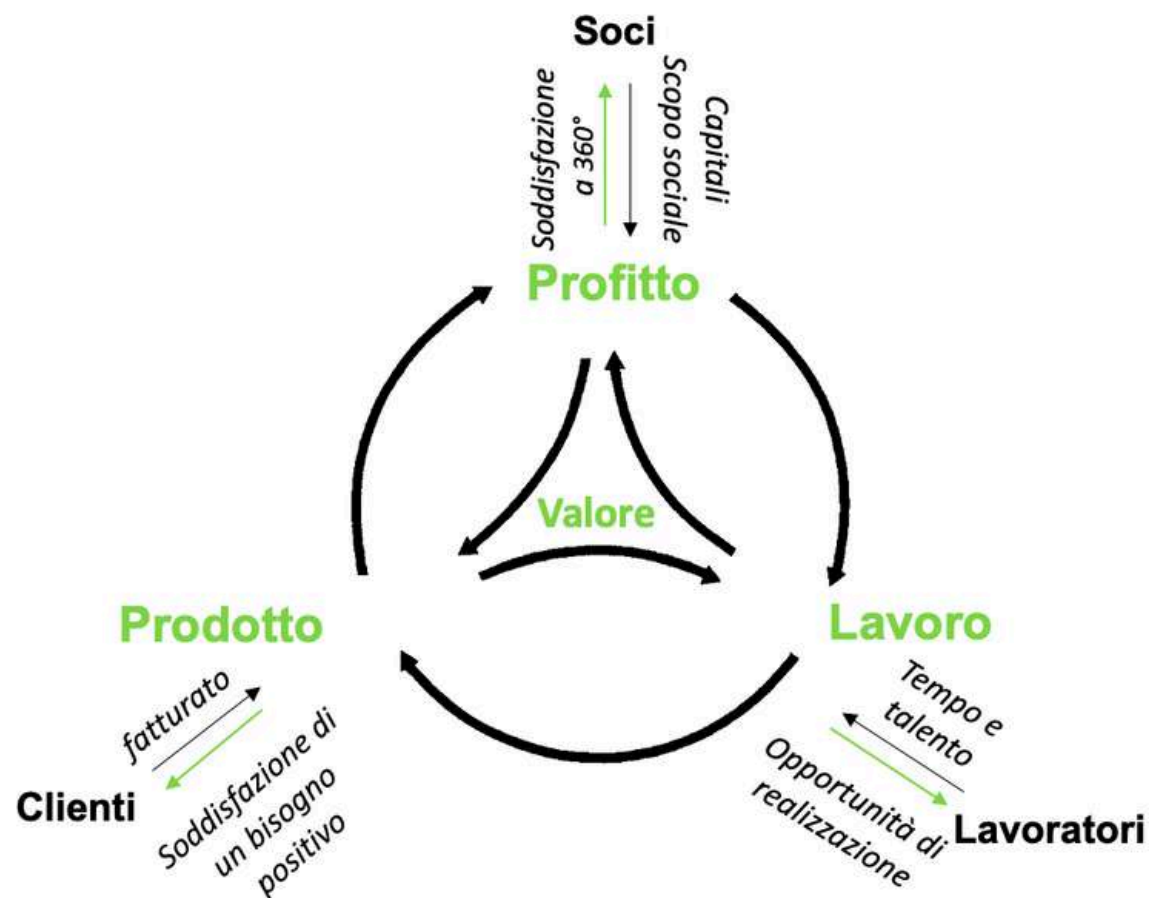 Soci
Soddisfazione
a 360°
Capitali
Scopo sociale
Profitto
Valore
Prodotto
Lavoro
fatturato
Clienti
Soddisfazione di
un bisogno
positivo
Tempo e
talento
Opportunità di
realizzazione
Lavoratori